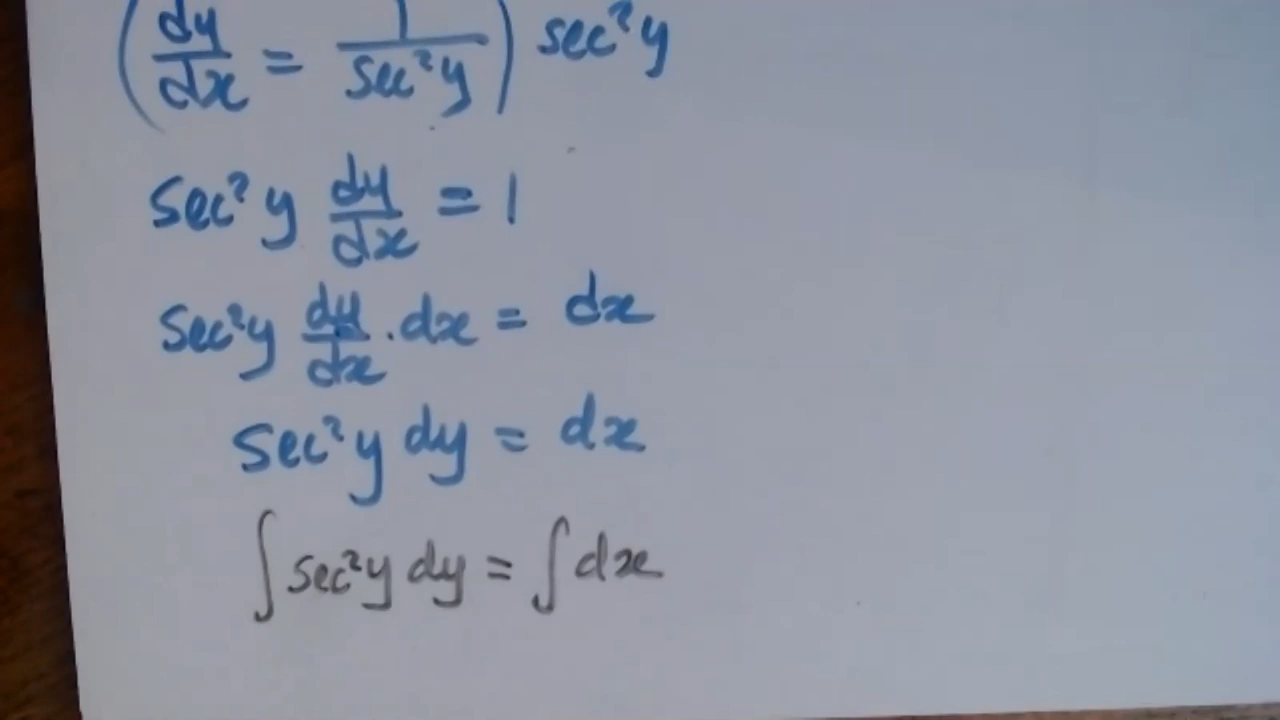 (dy/dx = 1/sec²y) sec²y
sec²y dy/dx = 1
sec²y dy/dx . dx = dx
sec²y dy = dx
∫ sec²y dy = ∫ dx